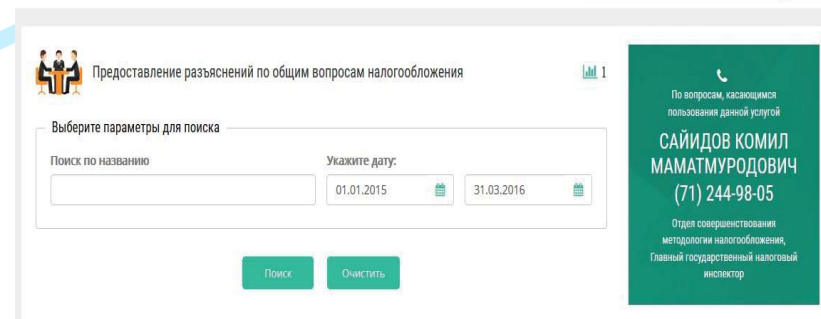 Предоставление разъяснений по общим вопросам налогообложения
1
Выберите параметры для поиска
Поиск по названию
Укажите дату:
01.01.2015
31.03.2016
Поиск
Очистить
По вопросам, касающимся
пользования данной услугой
САЙИДОВ КОМИЛ
МАМАТМУРОДОВИЧ
(71) 244-98-05
Отдел совершенствования
методологии налогообложения,
Главный государственный налоговый
инспектор